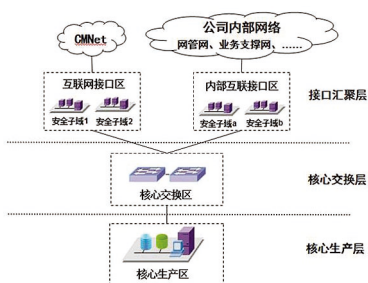 CMNet
公司内部网络
网管网、业务支撑网、……
互联网接口区
安全子域1 安全子域2
内部互联接口区
安全子域a 安全子域b
接口汇聚层
核心交换区
核心交换层
核心生产区
核心生产层